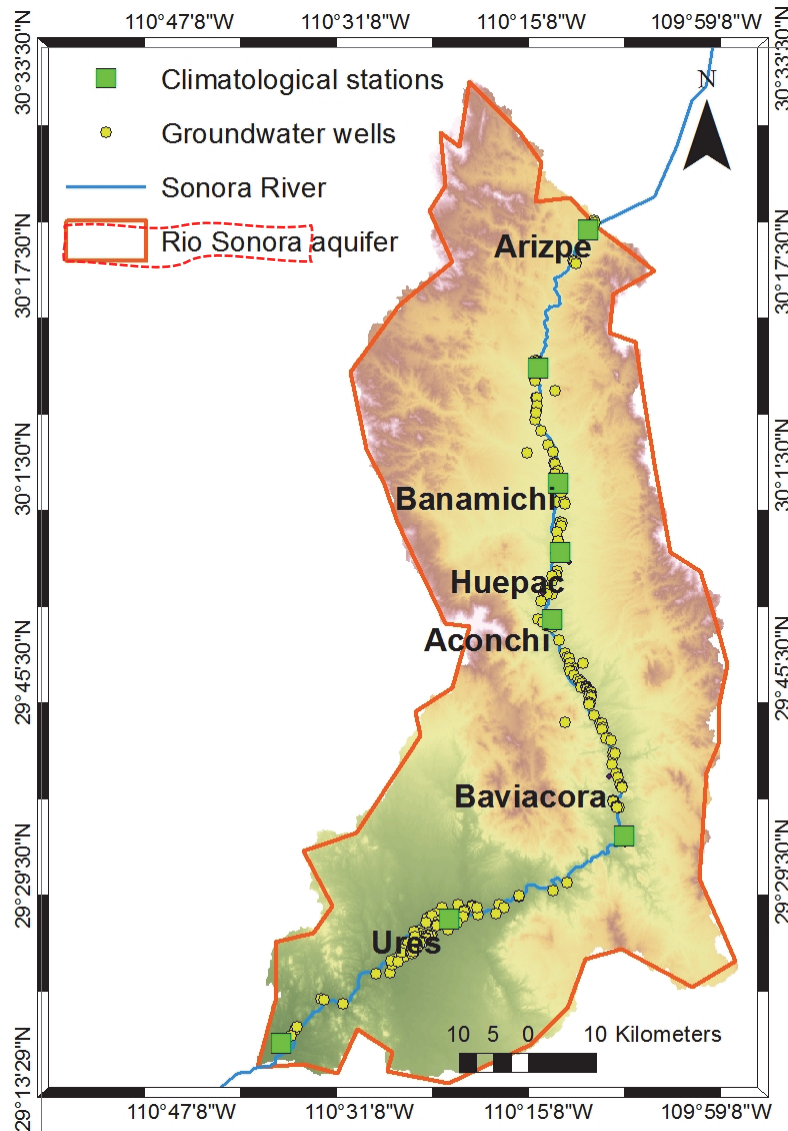 110°47'8"W 110°31'8"W 110°15'8"W 109°59'8"W
30°33'30"N
30°33'30"N
N
Climatological stations
Groundwater wells
Sonora River
Rio Sonora aquifer
Arizpe
30°17'30"N
30°17'30"N
30°1'30"N
30°1'30"N
Banamichi
Huepac
Aconchi
29°45'30"N
29°45'30"N
Baviacora
29°29'30"N
29°29'30"N
Ures
10 5 0 10 Kilometers
29°13'29"N
29°13'29"N
110°47'8"W 110°31'8"W 110°15'8"W 109°59'8"W